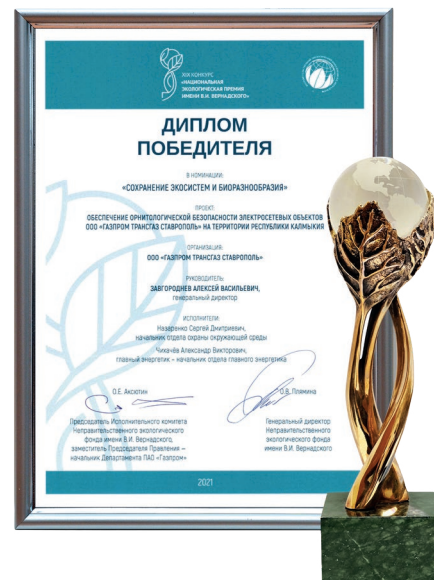 XIX КОНКУРС
«НАЦИОНАЛЬНАЯ
ЭКОЛОГИЧЕСКАЯ ПРЕМИЯ
ИМЕНИ В.И. ВЕРНАДСКОГО»
ДИПЛОМ
ПОБЕДИТЕЛЯ
В НОМИНАЦИИ:
«СОХРАНЕНИЕ ЭКОСИСТЕМ И БИОРАЗНООБРАЗИЯ»
ПРОЕКТ:
ОБЕСПЕЧЕНИЕ ОРНИТОЛОГИЧЕСКОЙ БЕЗОПАСНОСТИ ЭЛЕКТРОСЕТЕВЫХ ОБЪЕКТОВ
ООО «ГАЗПРОМ ТРАНСГАЗ СТАВРОПОЛЬ» НА ТЕРРИТОРИИ РЕСПУБЛИКИ КАЛМЫКИЯ
ОРГАНИЗАЦИЯ:
ООО «ГАЗПРОМ ТРАНСГАЗ СТАВРОПОЛЬ»
РУКОВОДИТЕЛЬ:
ЗАВГОРОДНЕВ АЛЕКСЕЙ ВАСИЛЬЕВИЧ,
генеральный директор
ИСПОЛНИТЕЛИ:
Назаренко Сергей Дмитриевич,
начальник отдела охраны окружающей среды
Чихачёв Александр Викторович,
главный энергетик – начальник отдела главного энергетика
О.Е. Аксютин
Председатель Исполнительного комитета
Неправительственного экологического
фонда имени В.И. Вернадского,
заместитель Председателя Правления –
начальник Департамента ПАО «Газпром»
О.В. Плямина
Генеральный директор
Неправительственного
экологического фонда
имени В.И. Вернадского
2021